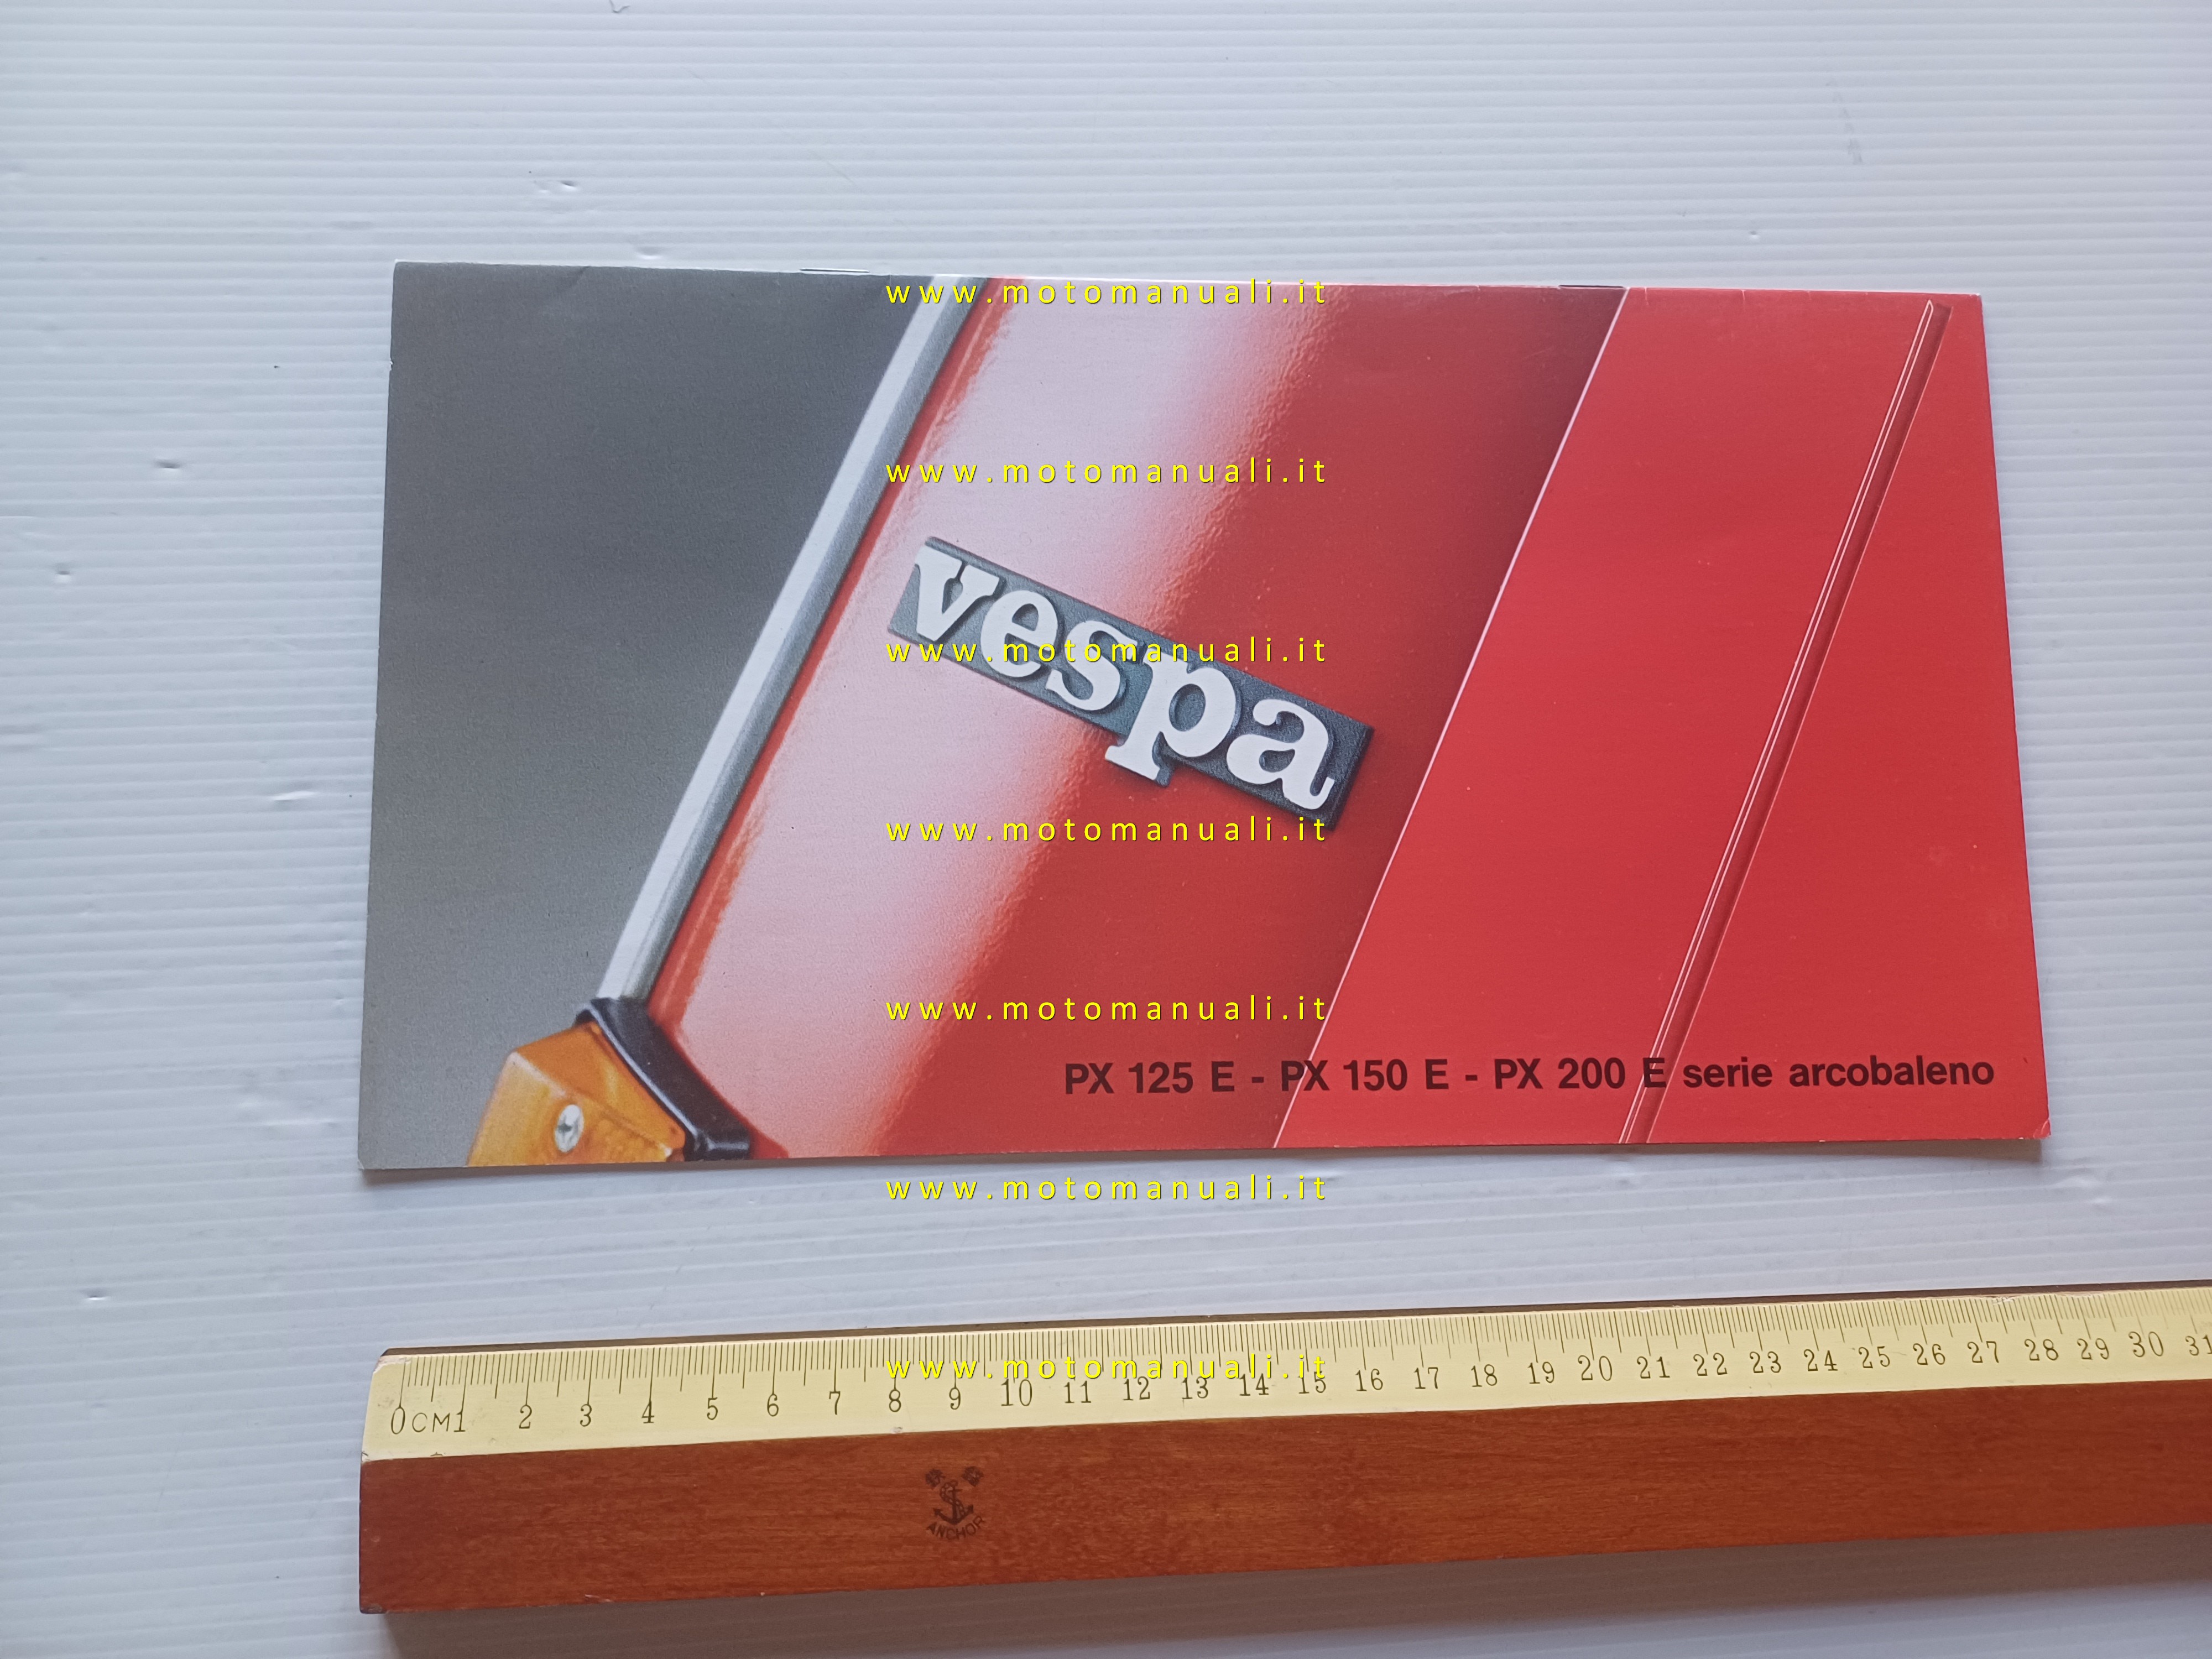 www.motomanuali.it
www.motomanuali.it
vespa
www.motomanuali.it
www.motomanuali.it
www.motomanuali.it
PX 125 E - PX 150 E - PX 200 E serie arcobaleno
www.motomanuali.it
www.motomanuali.it
0CM1 2 3 4 5 6 7 8 9 10 11 12 13 14 15 16 17 18 19 20 21 22 23 24 25 26 27 28 29 30 31
ANCHOR